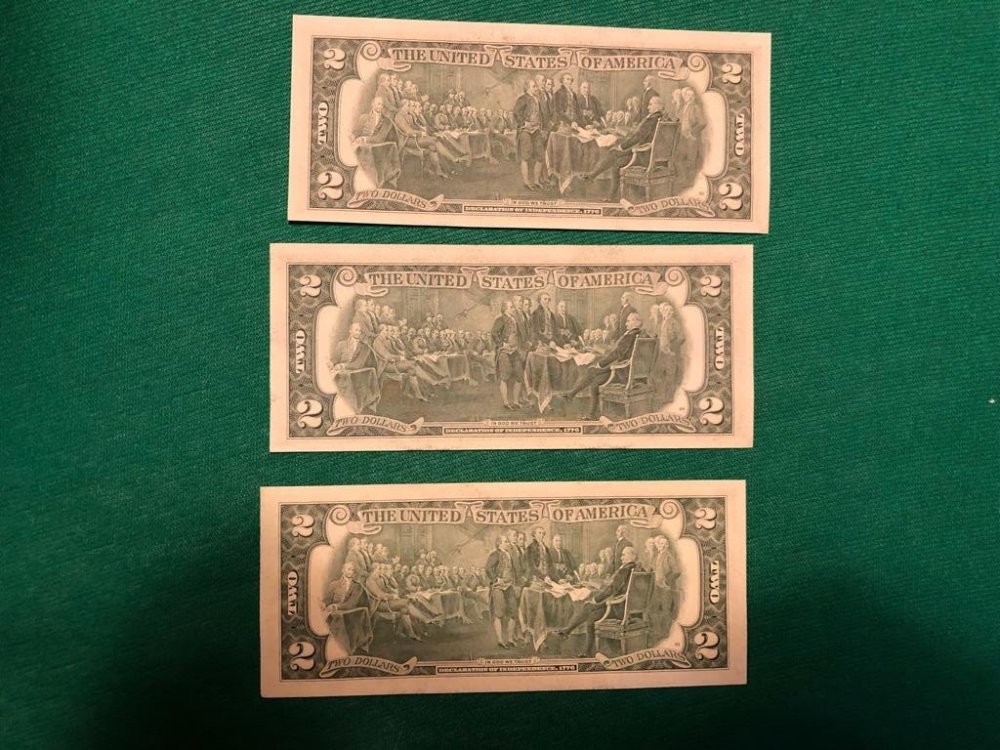 2 THE UNITED STATES OF AMERICA 2
TWO TWO
2 TWO DOLLARS IN GOD WE TRUST TWO DOLLARS 2
DECLARATION OF INDEPENDENCE, 1776
2 THE UNITED STATES OF AMERICA 2
TWO TWO
2 TWO DOLLARS IN GOD WE TRUST TWO DOLLARS 2
DECLARATION OF INDEPENDENCE, 1776
2 THE UNITED STATES OF AMERICA 2
TWO TWO
2 TWO DOLLARS IN GOD WE TRUST TWO DOLLARS 2
DECLARATION OF INDEPENDENCE, 1776